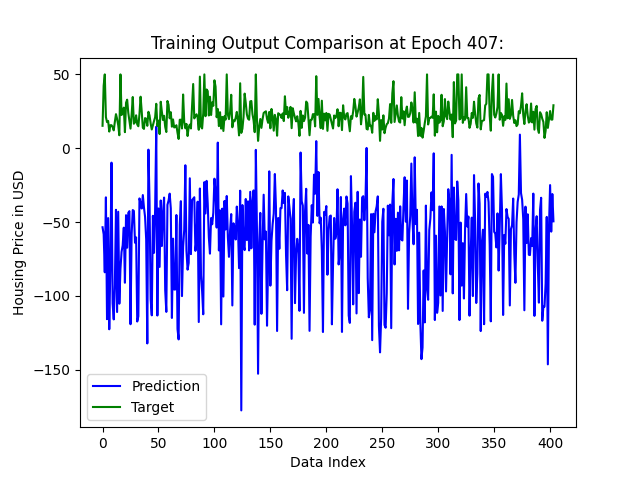 Training Output Comparison at Epoch 407:
Housing Price in USD
50
0
−50
−100
−150
Prediction
Target
0 50 100 150 200 250 300 350 400
Data Index